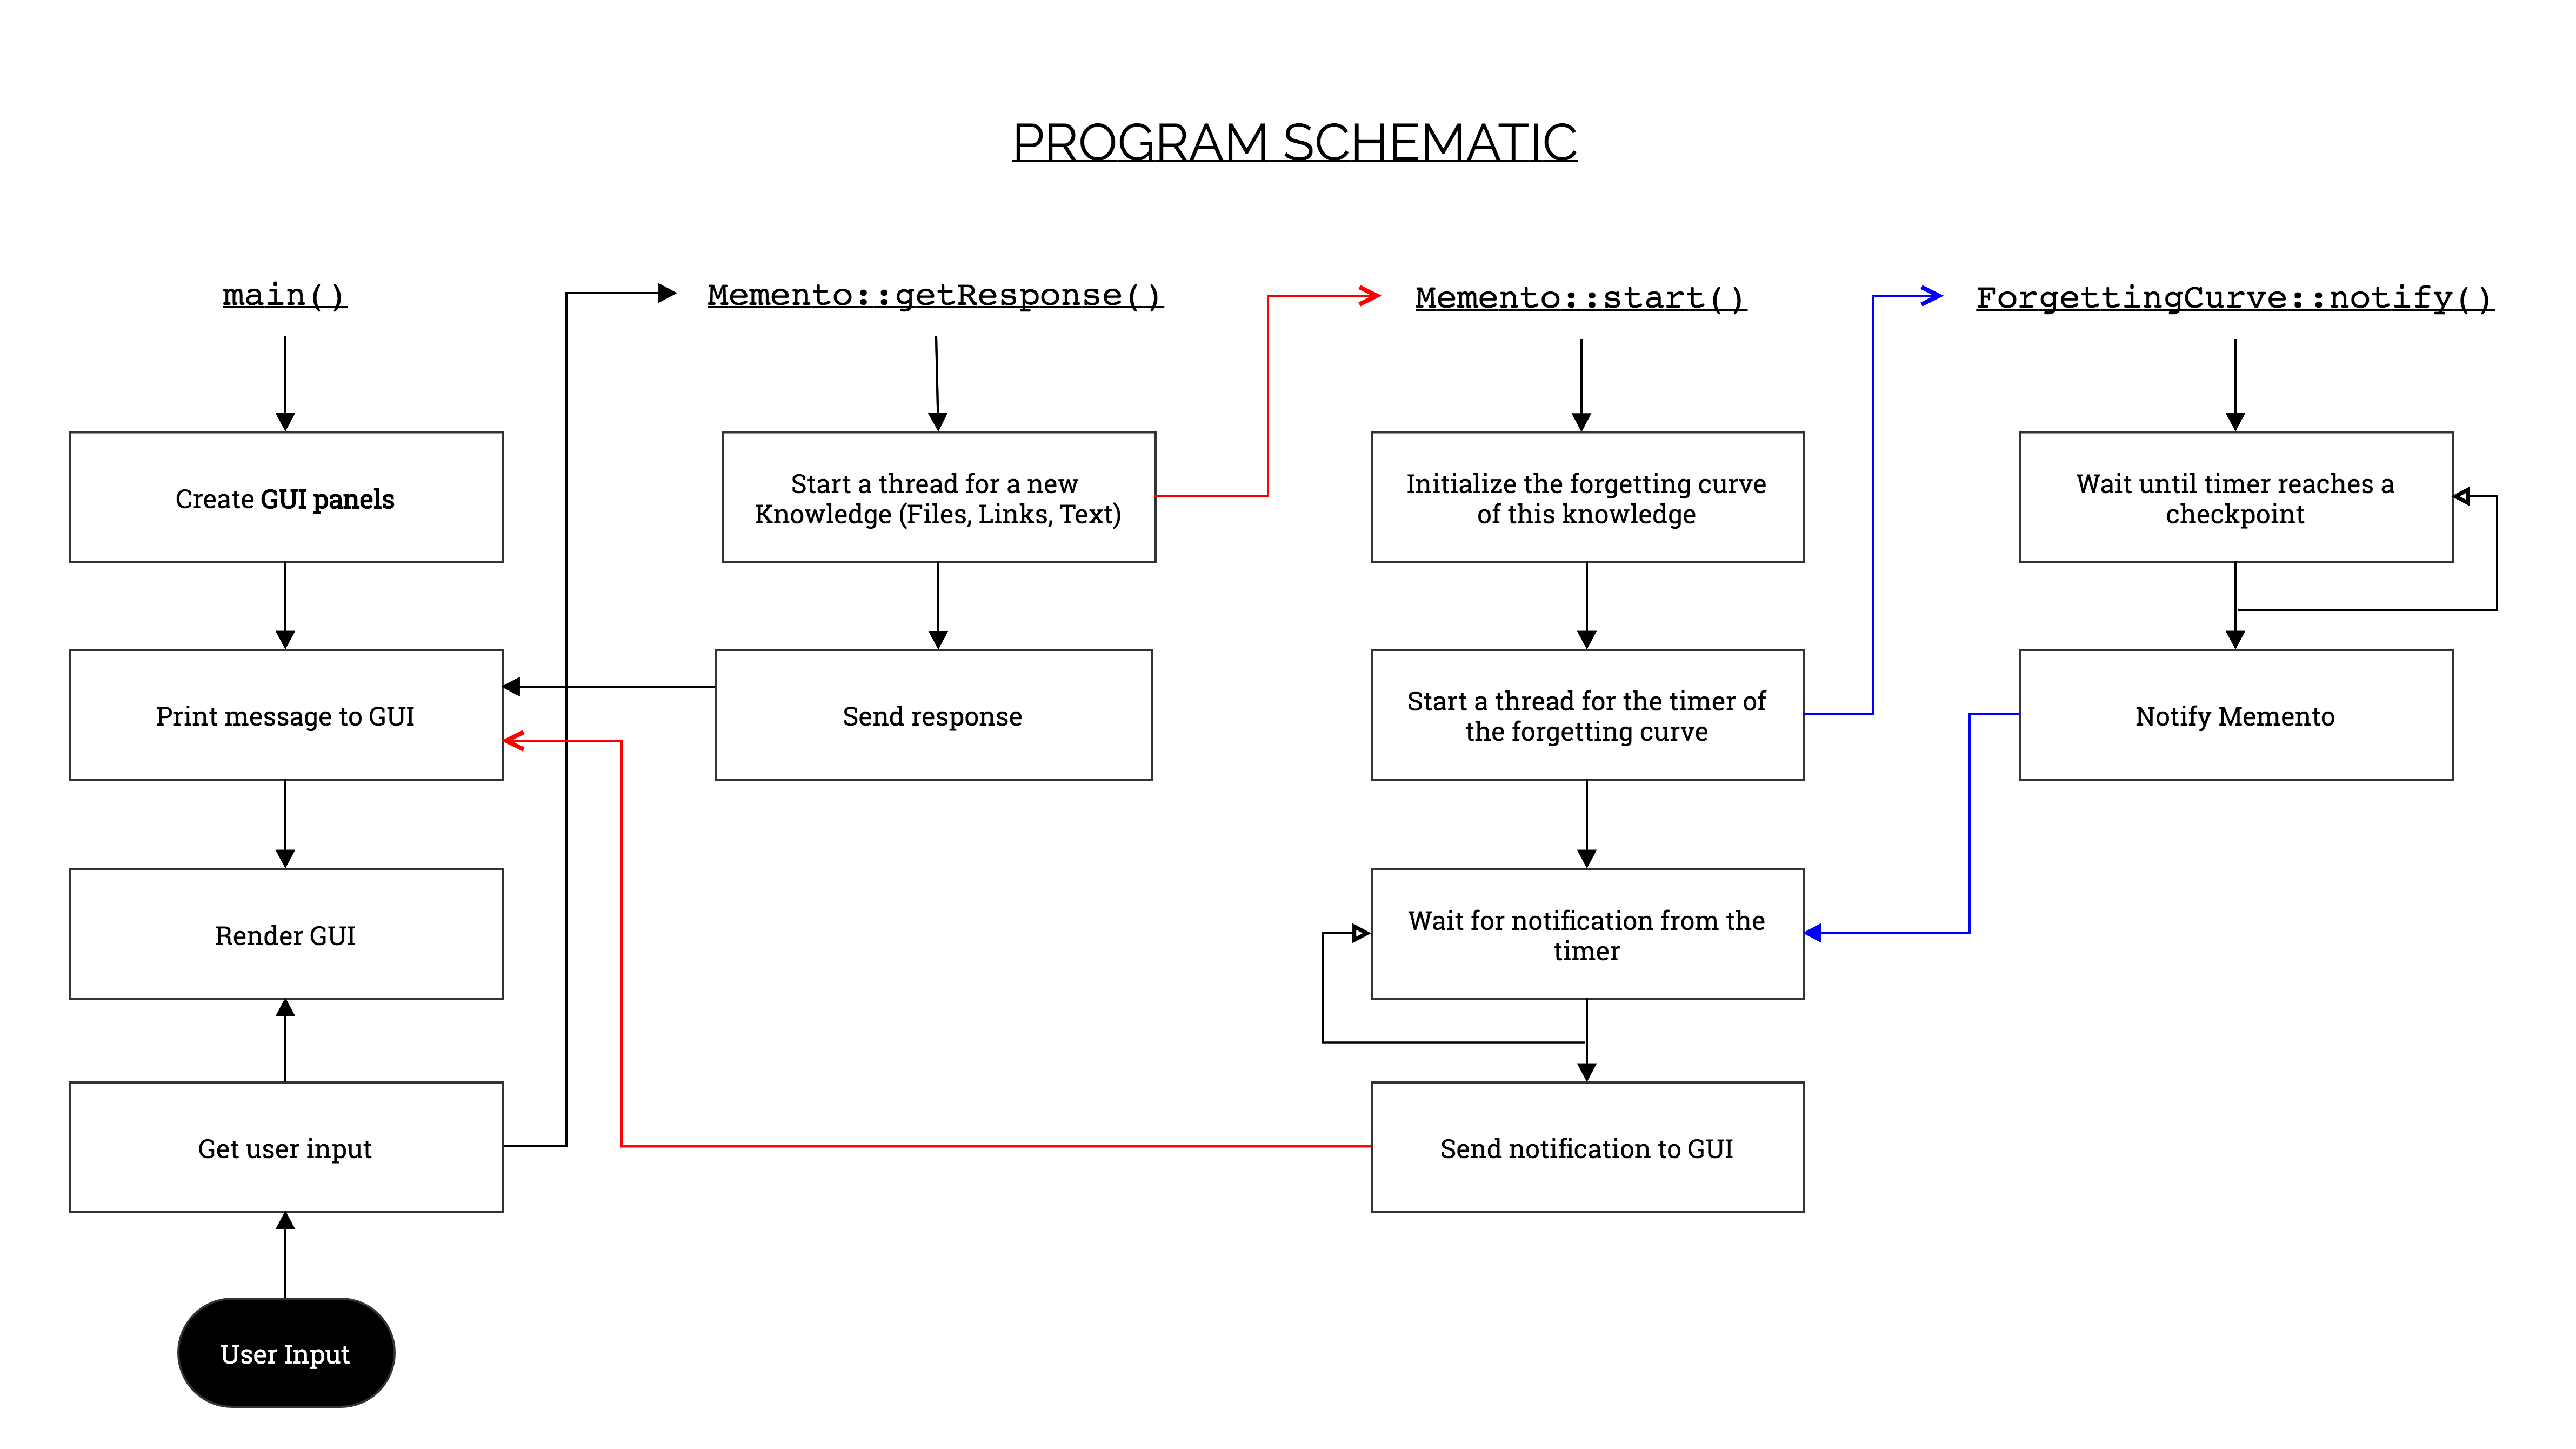 PROGRAM SCHEMATIC
main()
Create GUI panels
Print message to GUI
Render GUI
Get user input
User Input
Memento::getResponse()
Start a thread for a new
Knowledge (Files, Links, Text)
Send response
Memento::start()
Initialize the forgetting curve
of this knowledge
Start a thread for the timer of
the forgetting curve
Wait for notification from the
timer
Send notification to GUI
ForgettingCurve::notify()
Wait until timer reaches a
checkpoint
Notify Memento